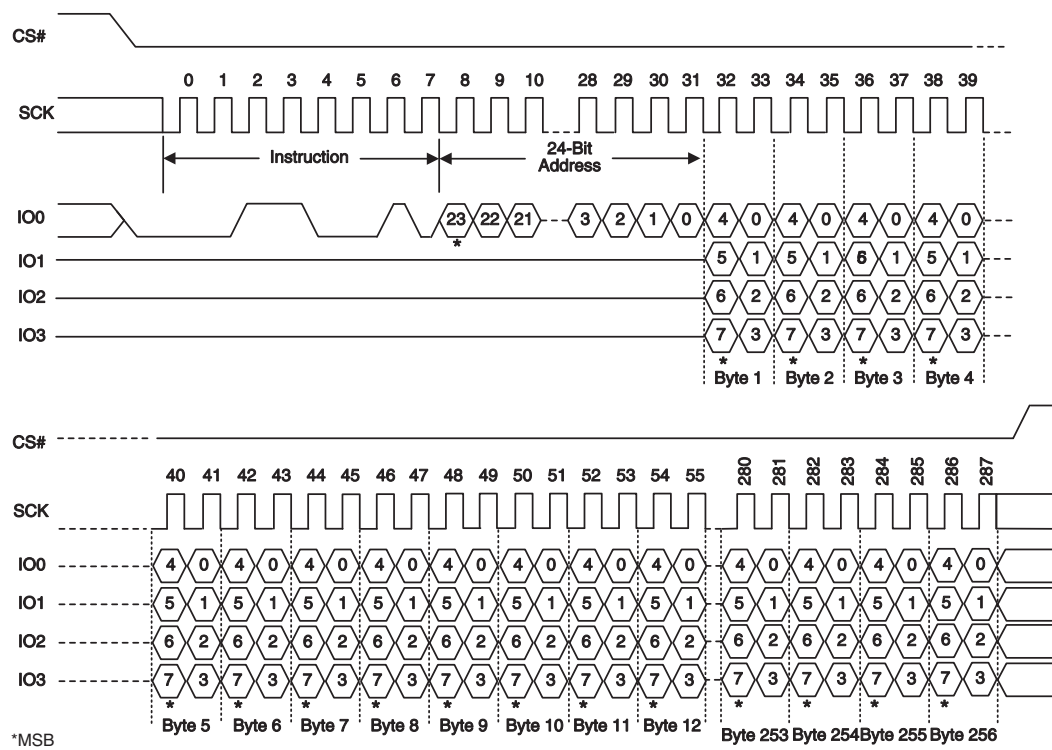 CS#
0 1 2 3 4 5 6 7 8 9 10 28 29 30 31 32 33 34 35 36 37 38 39
SCK
Instruction
24-Bit
Address
IO0 23 22 21 3 2 1 0 4 0 4 0 4 0 4 0
*
IO1 5 1 5 1 6 1 5 1
IO2 6 2 6 2 6 2 6 2
IO3 7 3 7 3 7 3 7 3
* * * *
Byte 1 Byte 2 Byte 3 Byte 4
CS#
40 41 42 43 44 45 46 47 48 49 50 51 52 53 54 55 280 281 282 283 284 285 286 287
SCK
IO0 4 0 4 0 4 0 4 0 4 0 4 0 4 0 4 0 4 0 4 0 4 0 4 0
IO1 5 1 5 1 5 1 5 1 5 1 5 1 5 1 5 1 5 1 5 1 5 1 5 1
IO2 6 2 6 2 6 2 6 2 6 2 6 2 6 2 6 2 6 2 6 2 6 2 6 2
IO3 7 3 7 3 7 3 7 3 7 3 7 3 7 3 7 3 7 3 7 3 7 3 7 3
* * * * * * * * * * * *
Byte 5 Byte 6 Byte 7 Byte 8 Byte 9 Byte 10 Byte 11 Byte 12 Byte 253 Byte 254 Byte 255 Byte 256
*MSB